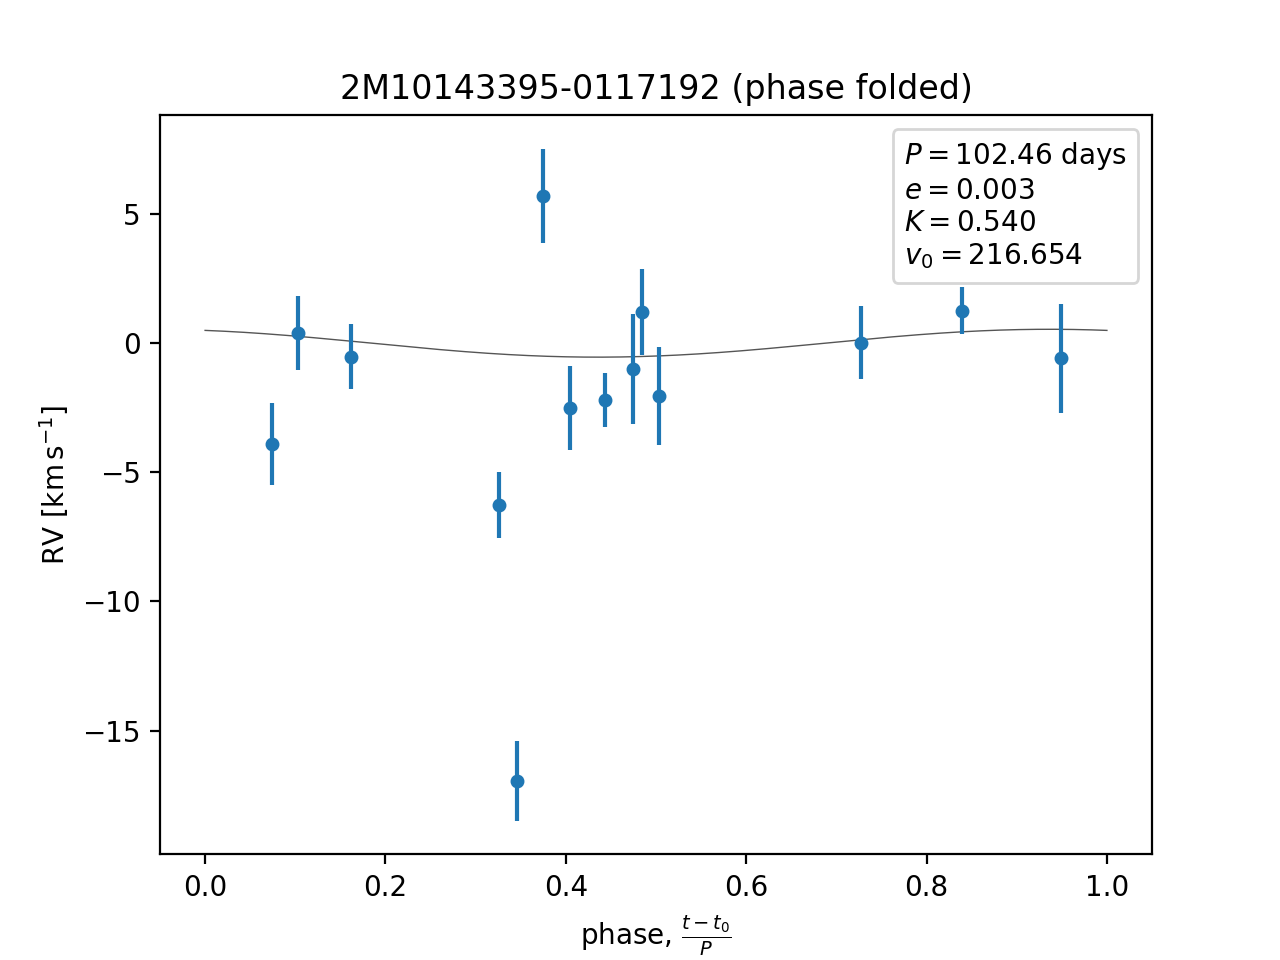 2M10143395-0117192 (phase folded)
P = 102.46 days
e = 0.003
K = 0.540
v₀ = 216.654
5
0
−5
−10
−15
RV [km s⁻¹]
0.0 0.2 0.4 0.6 0.8 1.0
phase, (t − t₀)/P